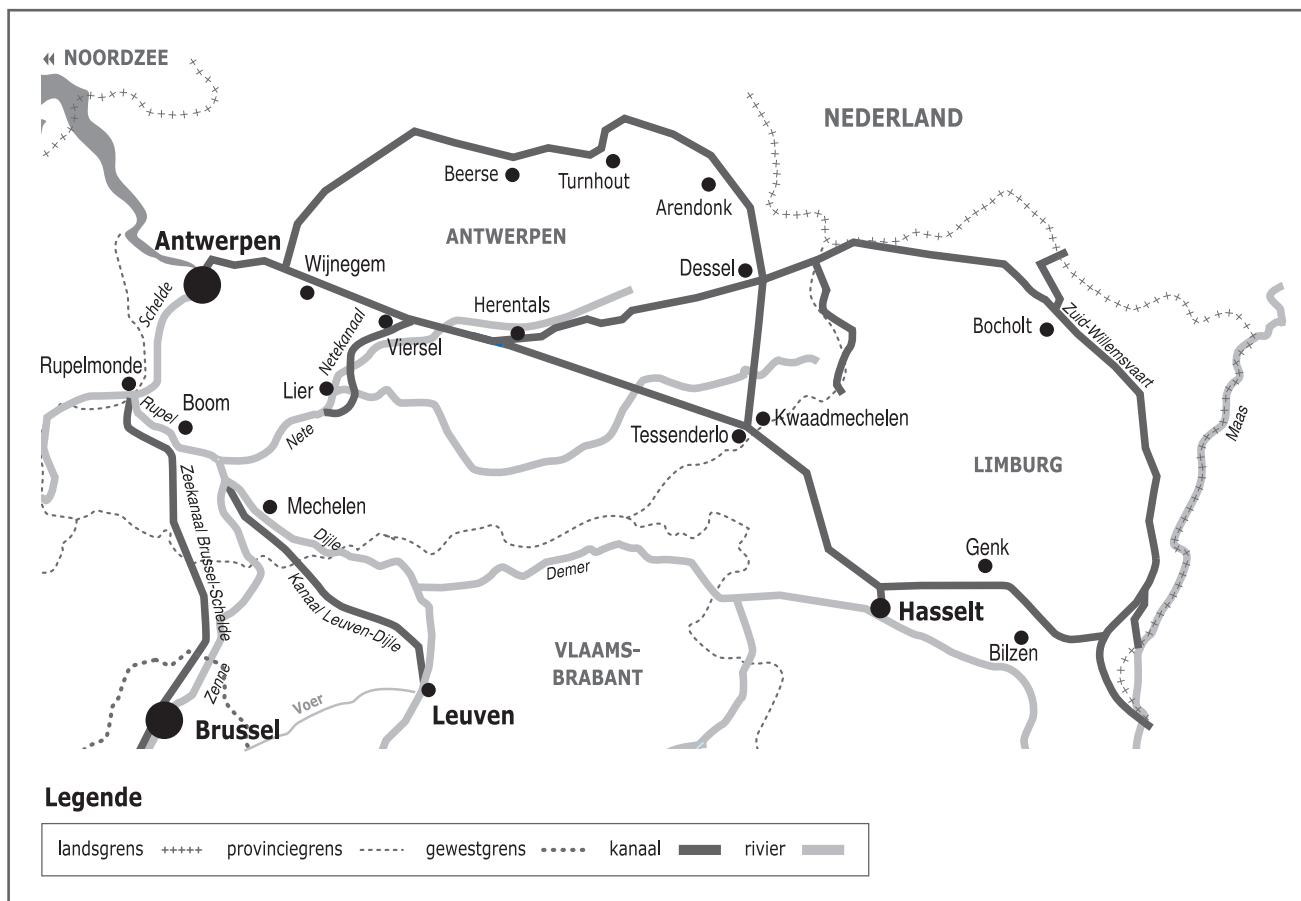 NOORDZEE
NEDERLAND
Beerse
Turnhout
Arendonk
Antwerpen
ANTWERPEN
Wijnegem
Dessel
Schelde
Herentals
Netekanaal
Viersel
Zuid-Willemsvaart
Bocholt
Rupelmonde
Lier
Rupel
Boom
Nete
Kwaadmechelen
Tessenderlo
Maas
LIMBURG
Zeekanaal Brussel-Schelde
Mechelen
Dijle
Genk
Demer
Kanaal Leuven-Dijle
Hasselt
VLAAMS-
BRABANT
Bilzen
Zenne
Voer
Leuven
Brussel
Legende
landsgrens provinciegrens gewestgrens kanaal rivier